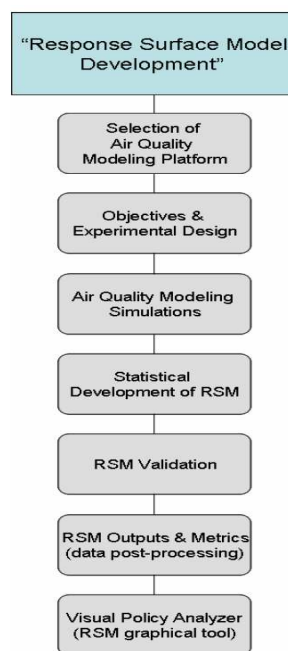 “Response Surface Model
Development”
Selection of
Air Quality
Modeling Platform
Objectives &
Experimental Design
Air Quality Modeling
Simulations
Statistical
Development of RSM
RSM Validation
RSM Outputs & Metrics
(data post-processing)
Visual Policy Analyzer
(RSM graphical tool)